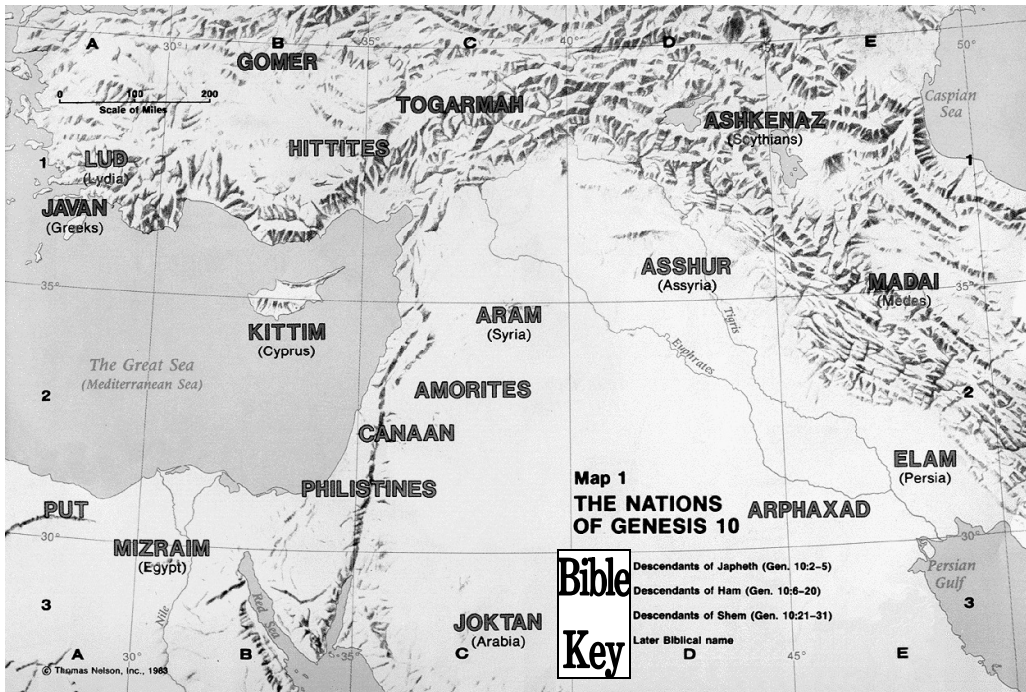 A
B
C
D
E
30°
35°
40°
50°
GOMER
0 100 200
Scale of Miles
TOGARMAH
Caspian
Sea
ASHKENAZ
(Scythians)
HITTITES
1
LUD
(Lydia)
1
JAVAN
(Greeks)
ASSHUR
(Assyria)
MADAI
(Medes)
35°
35°
KITTIM
(Cyprus)
ARAM
(Syria)
Tigris
Euphrates
The Great Sea
(Mediterranean Sea)
2
AMORITES
2
CANAAN
ELAM
(Persia)
PHILISTINES
Map 1
THE NATIONS
OF GENESIS 10
ARPHAXAD
PUT
30°
30°
MIZRAIM
(Egypt)
Bible
Key
Descendants of Japheth (Gen. 10:2–5)
Descendants of Ham (Gen. 10:6–20)
Descendants of Shem (Gen. 10:21–31)
Later Biblical name
Persian
Gulf
3
3
Nile
Red Sea
JOKTAN
(Arabia)
A
30°
B
35°
C
D
45°
E
© Thomas Nelson, Inc., 1983